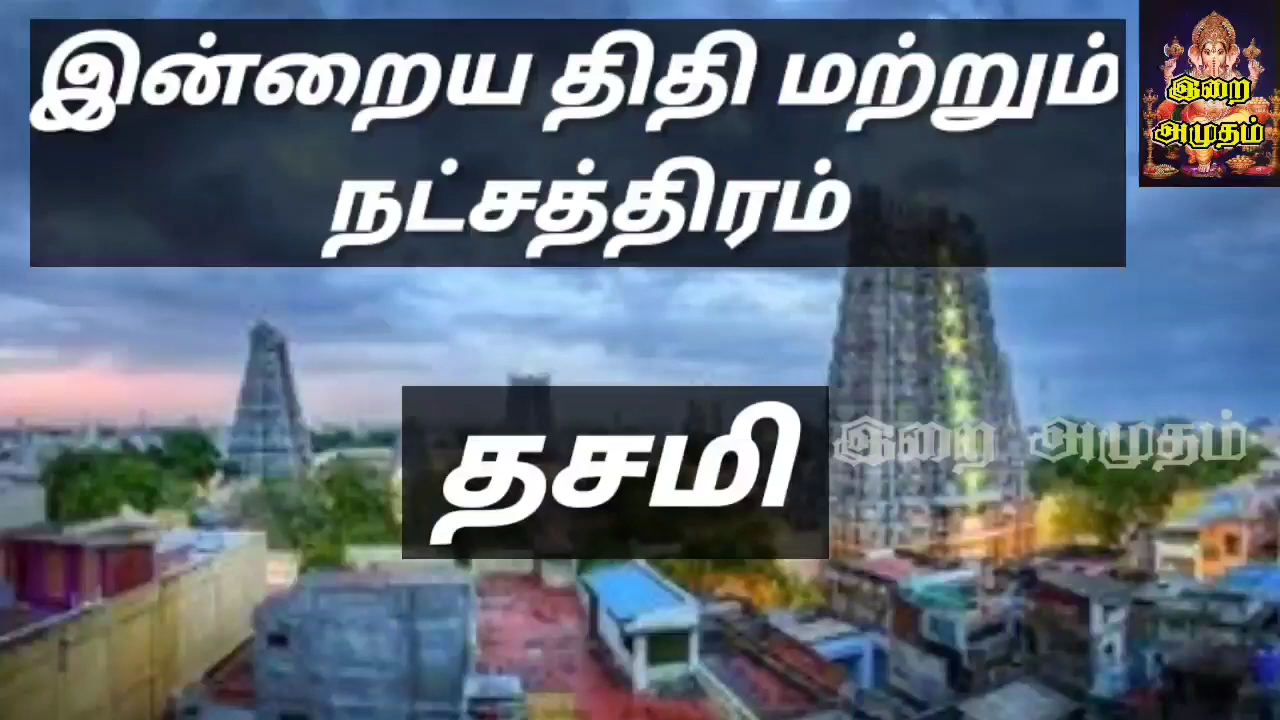 இன்றைய திதி மற்றும்
நட்சத்திரம்
இறை
அமுதம்
தசமி
இறை அமுதம்